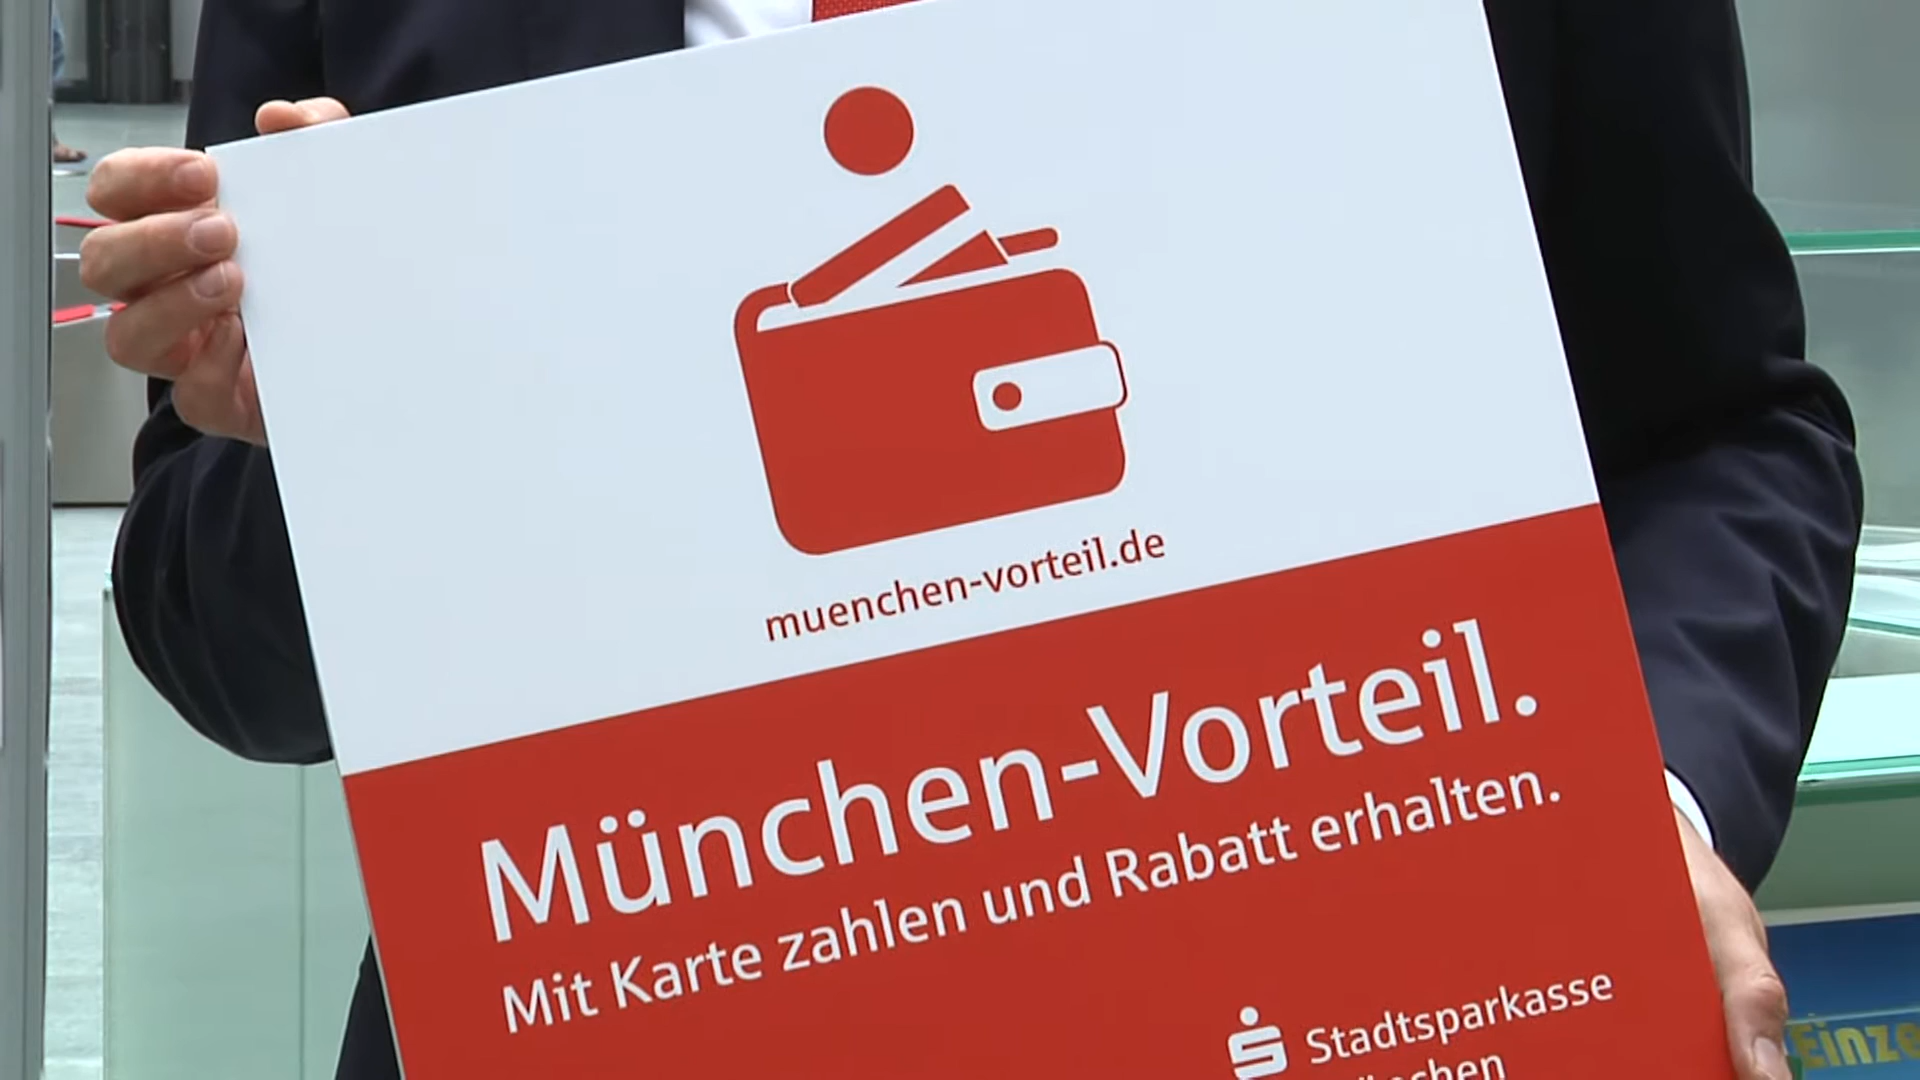 muenchen-vorteil.de
München-Vorteil.
Mit Karte zahlen und Rabatt erhalten.
Stadtsparkasse